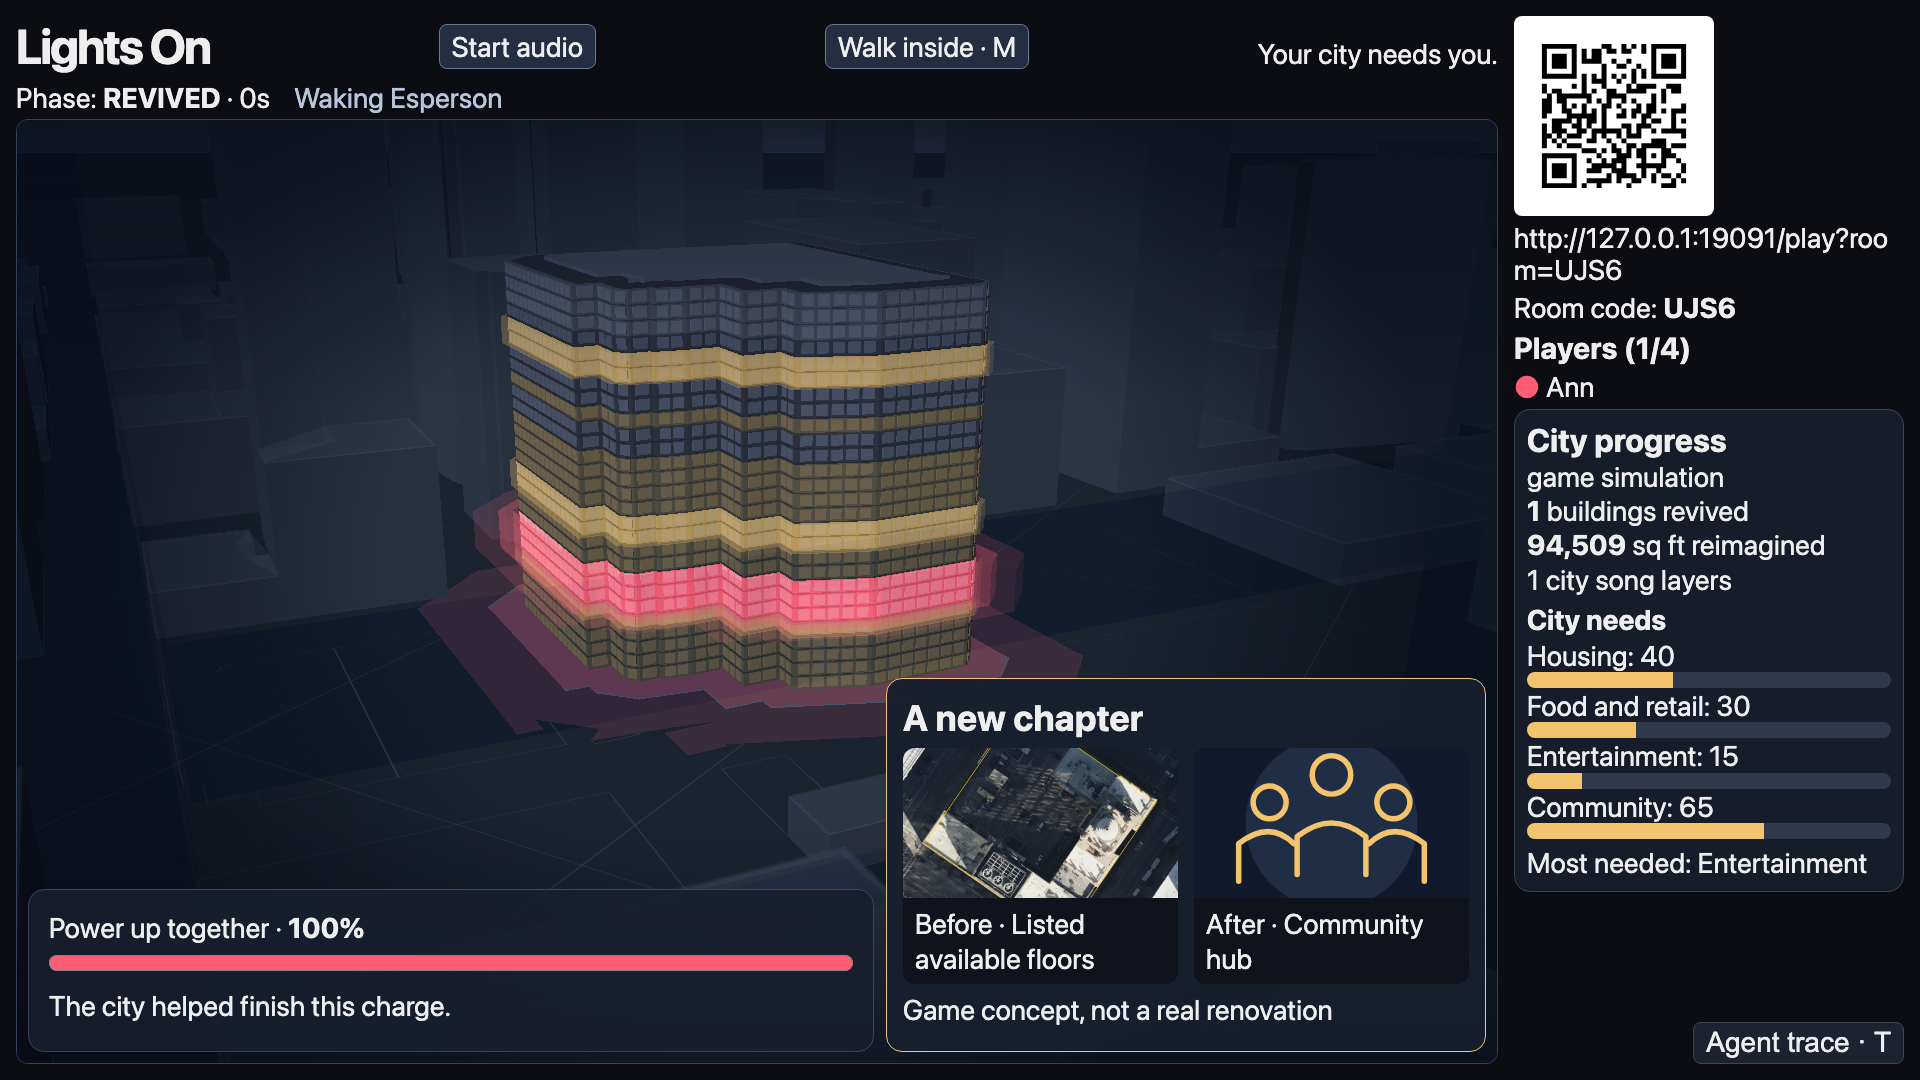 Lights On
Start audio
Walk inside · M
Your city needs you.
Phase: REVIVED · 0s Waking Esperson
http://127.0.0.1:19091/play?roo
m=UJS6
Room code: UJS6
Players (1/4)
Ann
City progress
game simulation
1 buildings revived
94,509 sq ft reimagined
1 city song layers
City needs
Housing: 40
Food and retail: 30
Entertainment: 15
Community: 65
Most needed: Entertainment
A new chapter
Before · Listed
available floors
After · Community
hub
Game concept, not a real renovation
Power up together · 100%
The city helped finish this charge.
Agent trace · T